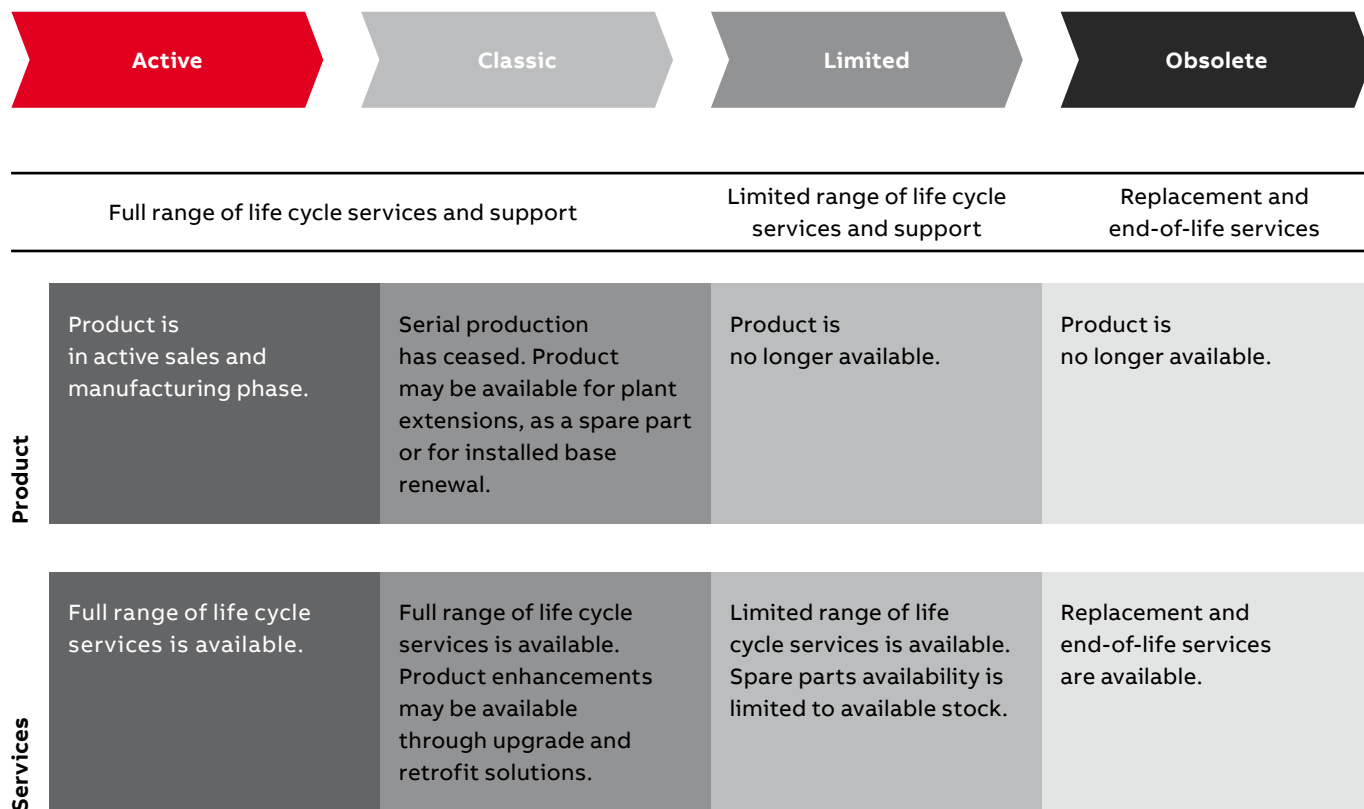 Active
Classic
Limited
Obsolete
Full range of life cycle services and support
Limited range of life cycle
services and support
Replacement and
end-of-life services
Product
Product is
in active sales and
manufacturing phase.
Serial production
has ceased. Product
may be available for plant
extensions, as a spare part
or for installed base
renewal.
Product is
no longer available.
Product is
no longer available.
Services
Full range of life cycle
services is available.
Full range of life cycle
services is available.
Product enhancements
may be available
through upgrade and
retrofit solutions.
Limited range of life
cycle services is available.
Spare parts availability is
limited to available stock.
Replacement and
end-of-life services
are available.